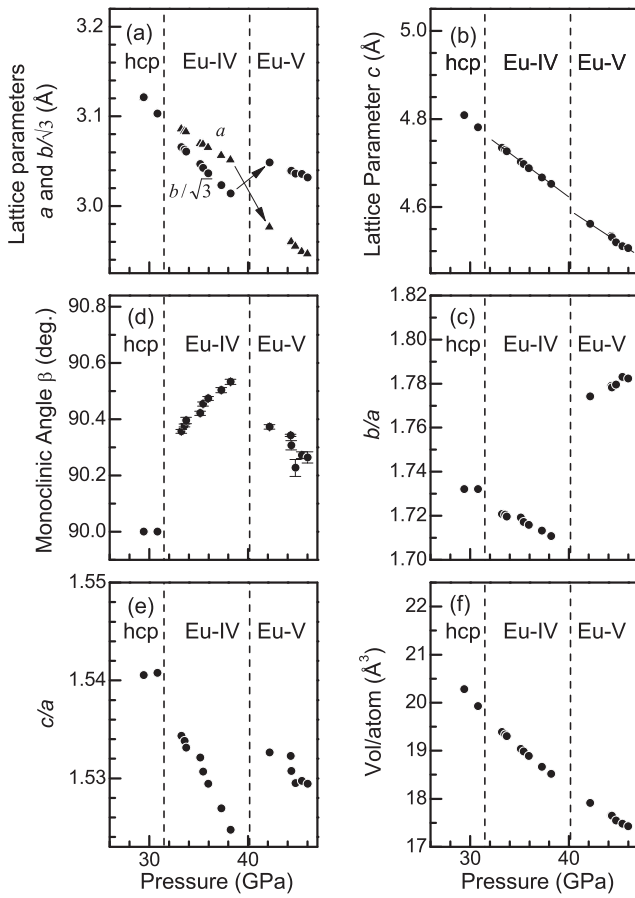 (a)
hcp
Eu-IV
Eu-V
a
b/√3
3.2
3.1
3.0
2.9
Lattice parameters
a and b/√3 (Å)
(b)
hcp
Eu-IV
Eu-V
5.0
4.8
4.6
4.4
Lattice Parameter c (Å)
(d)
hcp
Eu-IV
Eu-V
90.8
90.6
90.4
90.2
90.0
Monoclinic Angle β (deg.)
(c)
hcp
Eu-IV
Eu-V
1.82
1.80
1.78
1.76
1.74
1.72
1.70
b/a
(e)
hcp
Eu-IV
Eu-V
1.55
1.54
1.53
c/a
30
40
Pressure (GPa)
(f)
hcp
Eu-IV
Eu-V
22
21
20
19
18
17
Vol/atom (Å³)
30
40
Pressure (GPa)